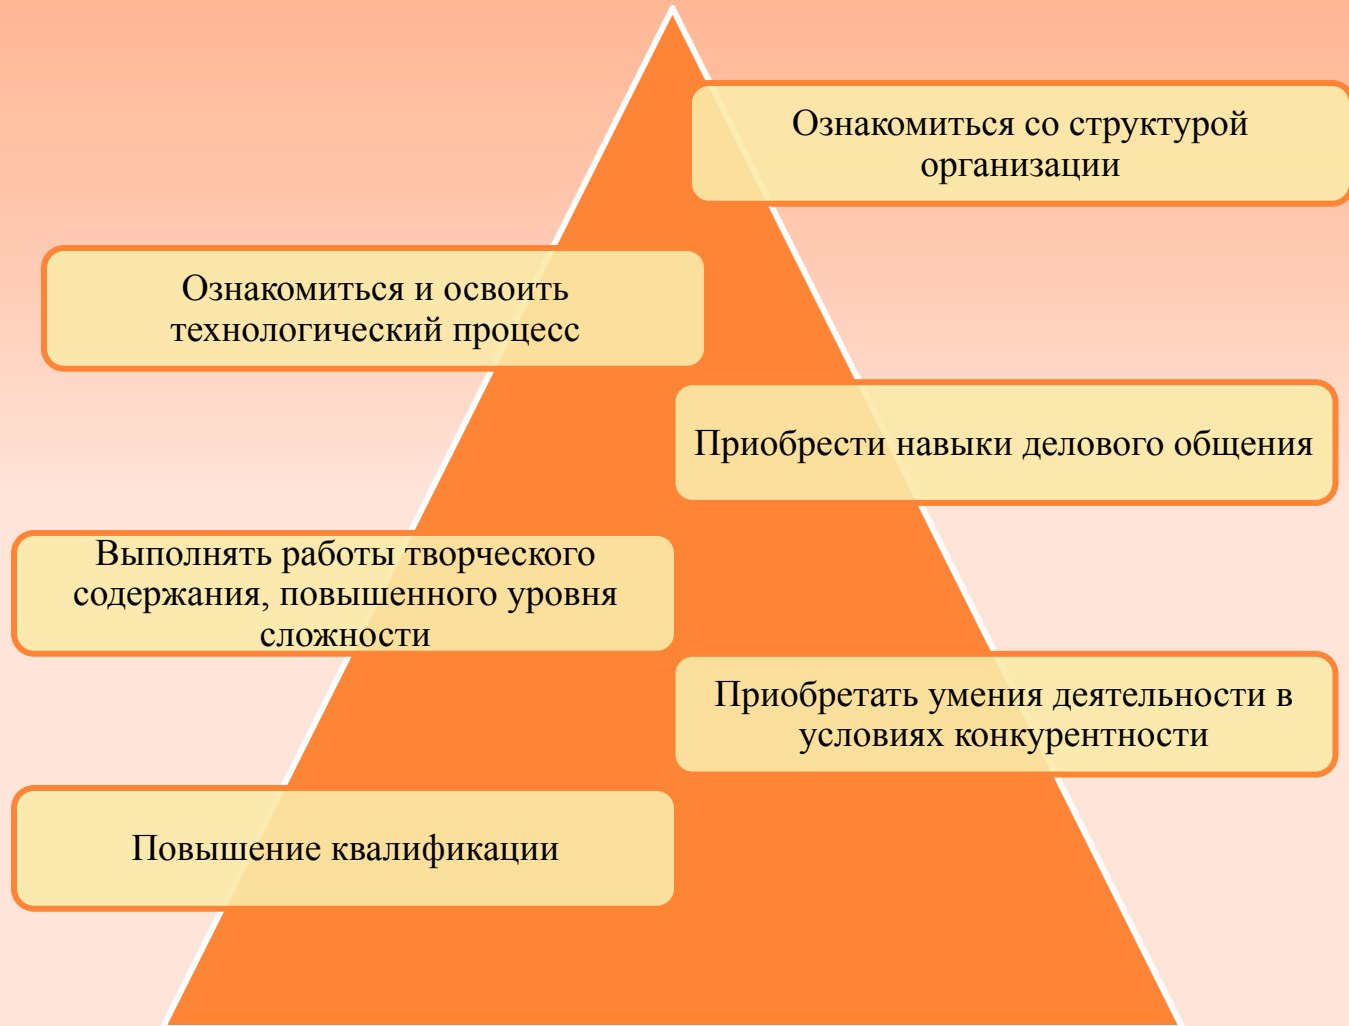 Ознакомиться со структурой
организации
Ознакомиться и освоить
технологический процесс
Приобрести навыки делового общения
Выполнять работы творческого
содержания, повышенного уровня
сложности
Приобретать умения деятельности в
условиях конкурентности
Повышение квалификации